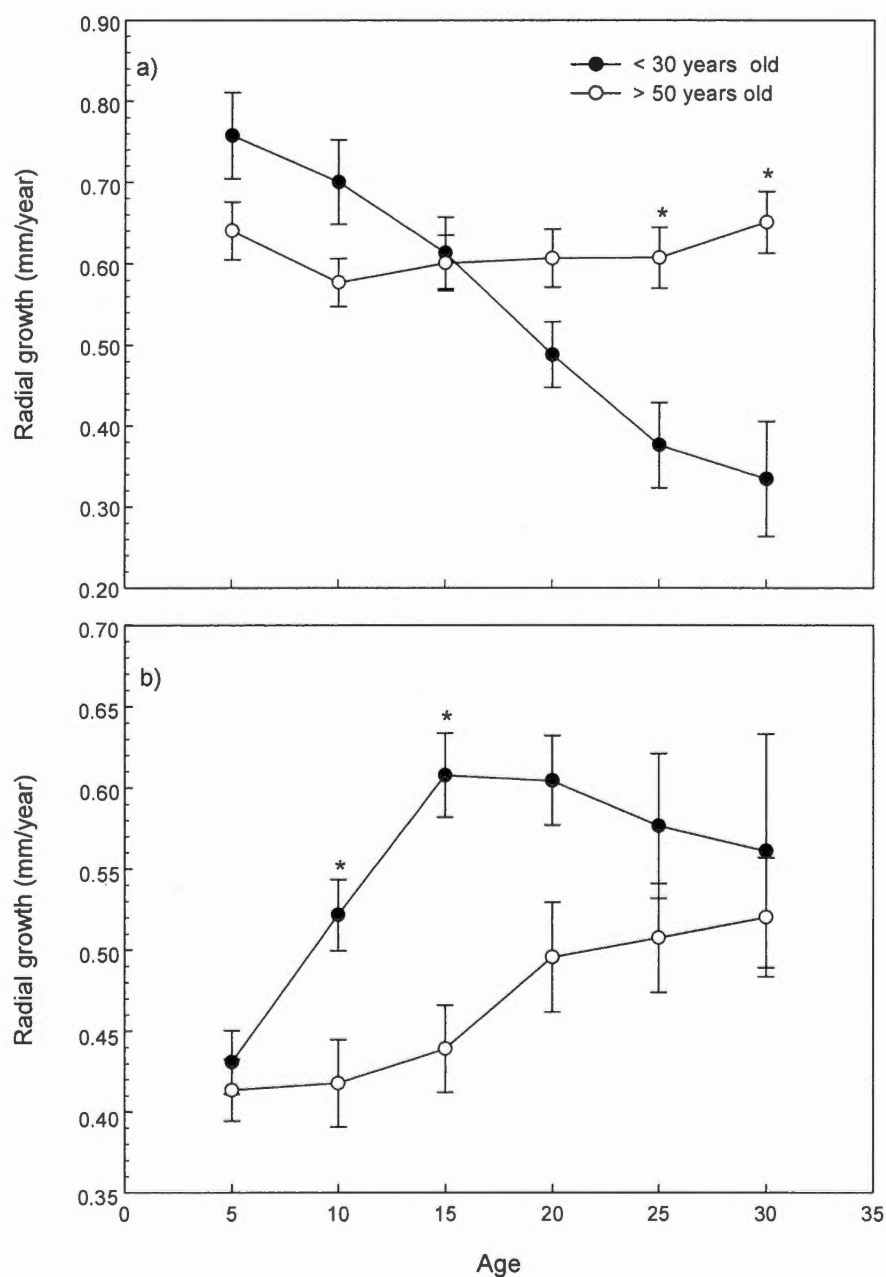 a)
< 30 years old
> 50 years old
Radial growth (mm/year)
0.90
0.80
0.70
0.60
0.50
0.40
0.30
0.20
*
*
b)
Radial growth (mm/year)
0.70
0.65
0.60
0.55
0.50
0.45
0.40
0.35
*
*
0 5 10 15 20 25 30 35
Age